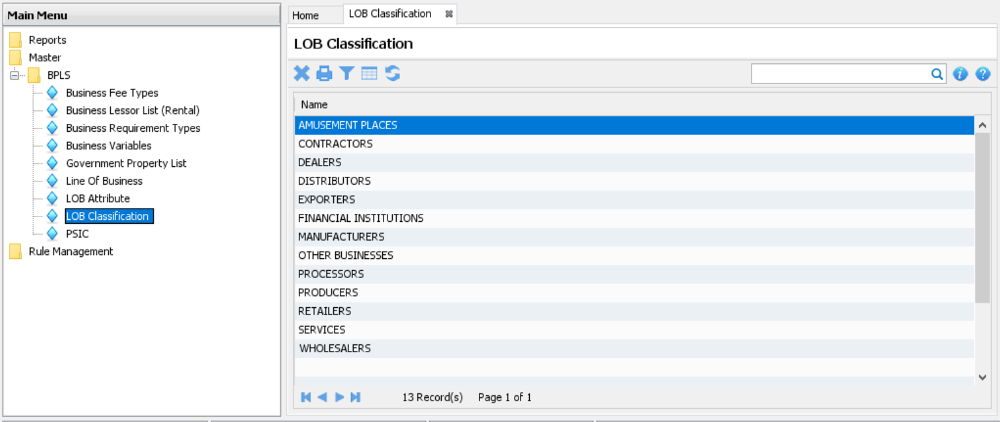 Main Menu
Reports
Master
BPLS
Business Fee Types
Business Lessor List (Rental)
Business Requirement Types
Business Variables
Government Property List
Line Of Business
LOB Attribute
LOB Classification
PSIC
Rule Management
Home
LOB Classification
LOB Classification
Name
AMUSEMENT PLACES
CONTRACTORS
DEALERS
DISTRIBUTORS
EXPORTERS
FINANCIAL INSTITUTIONS
MANUFACTURERS
OTHER BUSINESSES
PROCESSORS
PRODUCERS
RETAILERS
SERVICES
WHOLESALERS
13 Record(s) Page 1 of 1